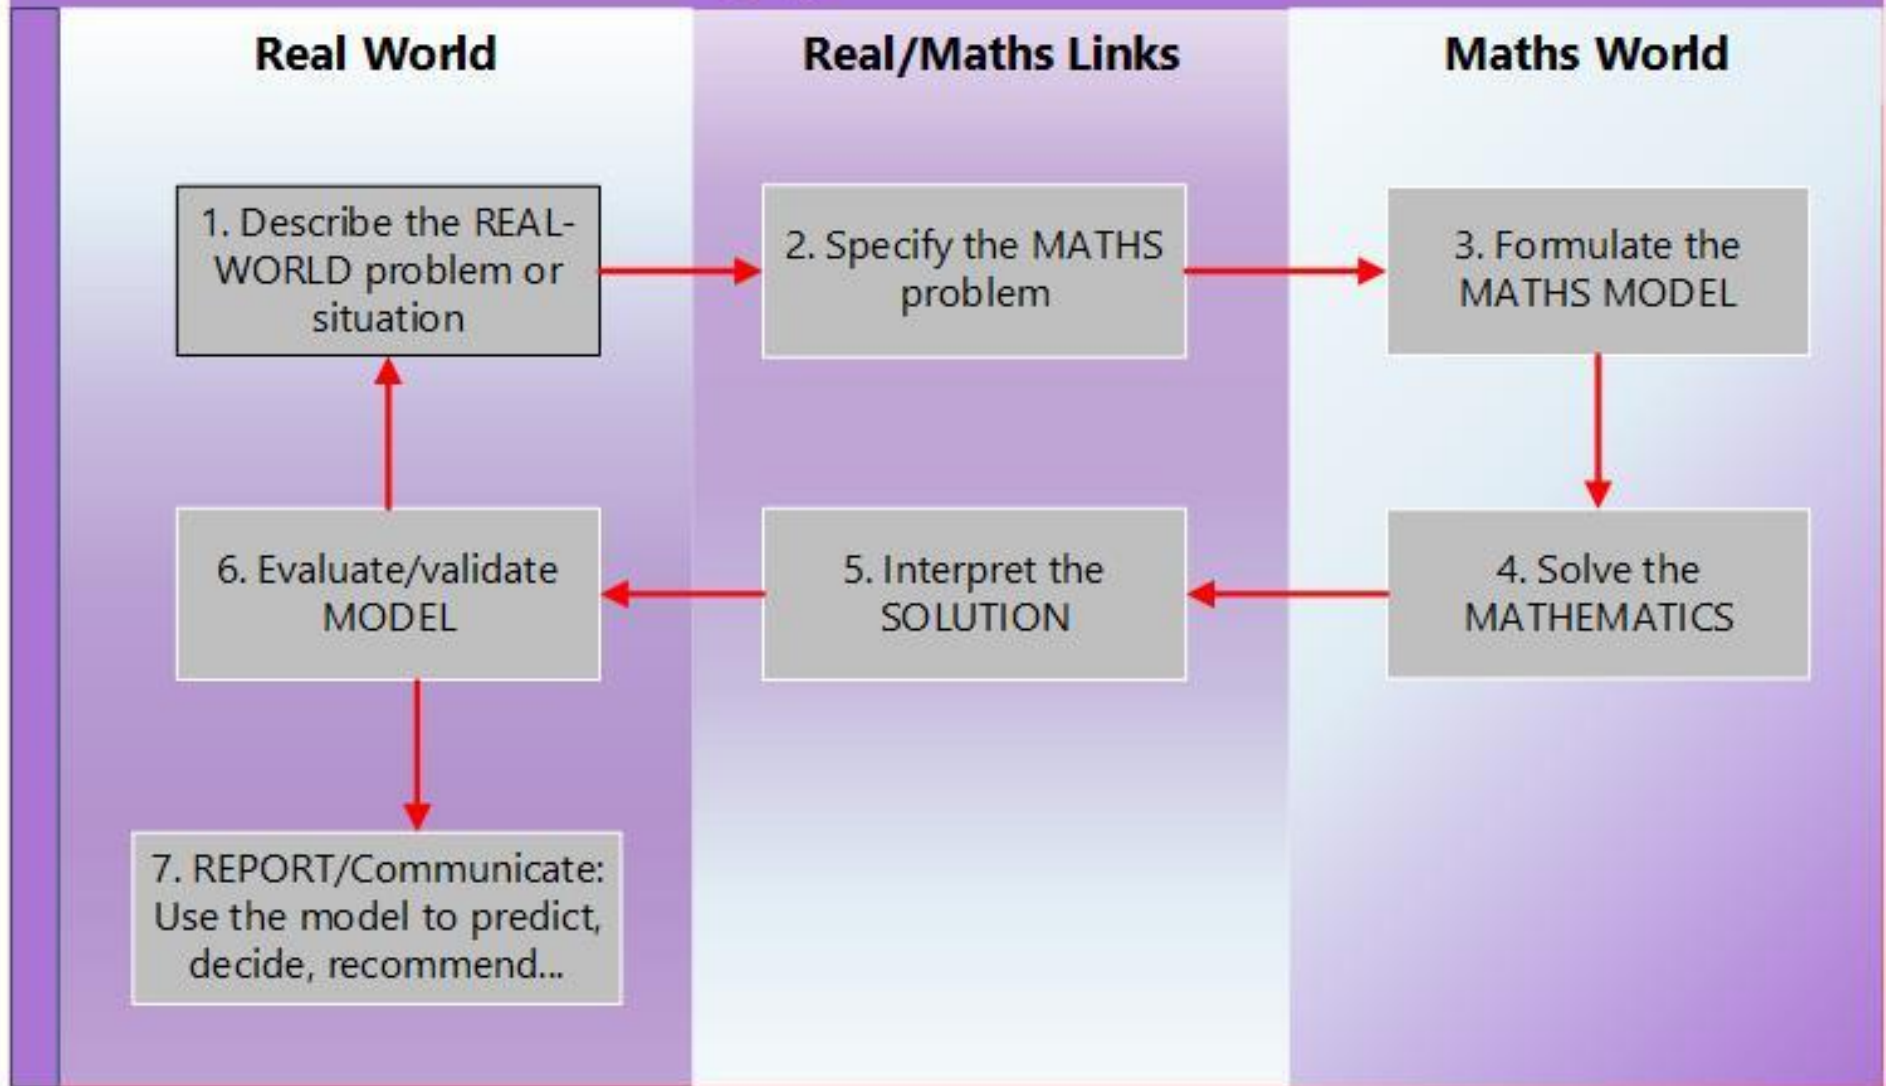 Real World
Real/Maths Links
Maths World
1. Describe the REAL-
WORLD problem or
situation
2. Specify the MATHS
problem
3. Formulate the
MATHS MODEL
6. Evaluate/validate
MODEL
5. Interpret the
SOLUTION
4. Solve the
MATHEMATICS
7. REPORT/Communicate:
Use the model to predict,
decide, recommend...